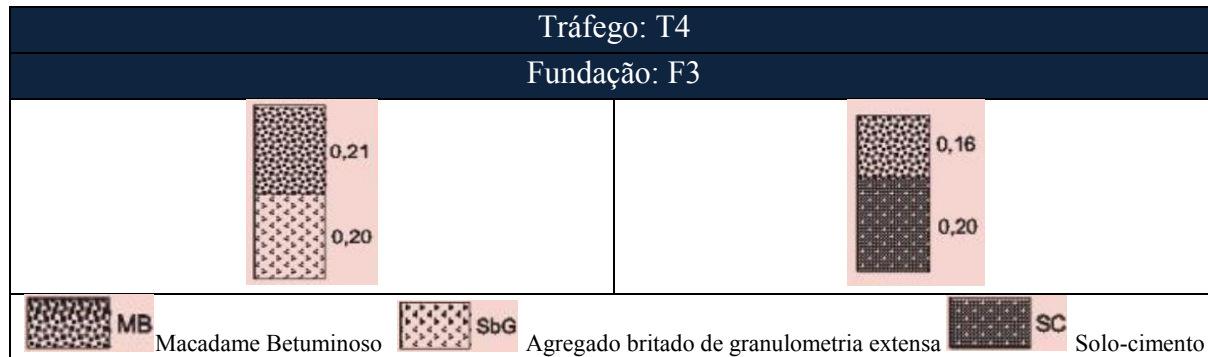 Tráfego: T4
Fundação: F3
0,21
0,20
0,16
0,20
MB Macadame Betuminoso SbG Agregado britado de granulometria extensa SC Solo-cimento